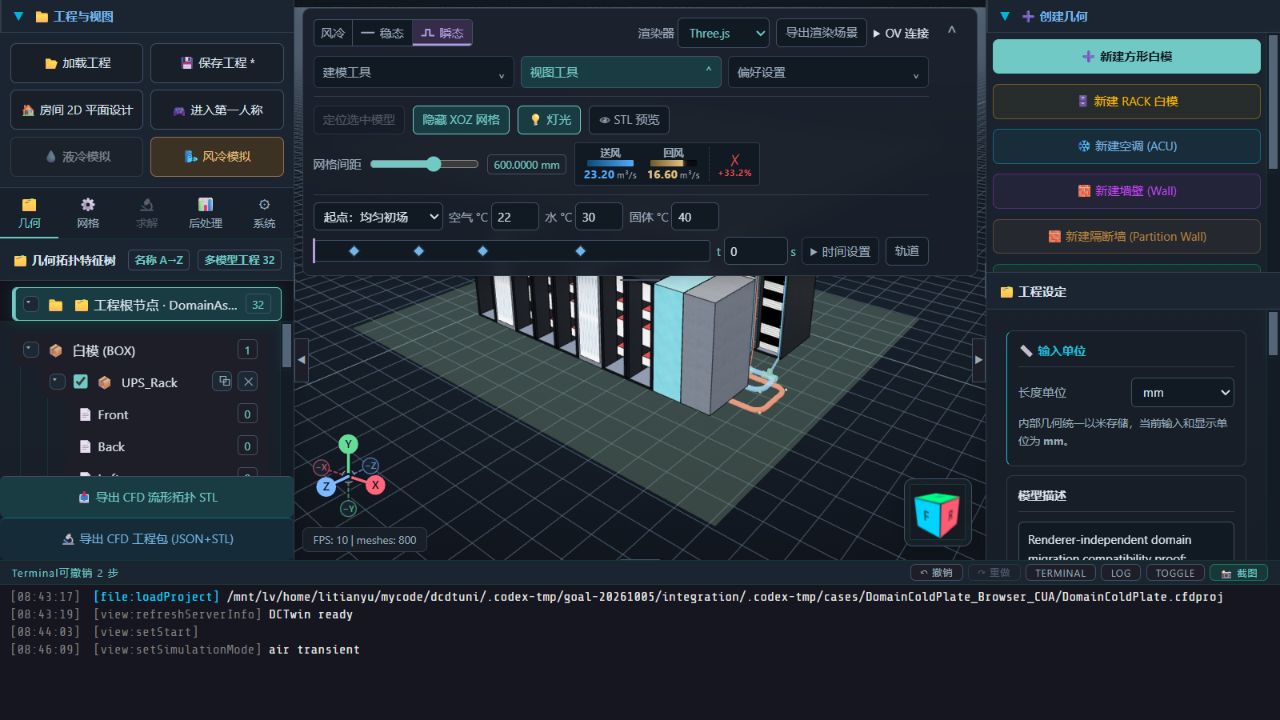 工程与视图
加载工程
保存工程 *
房间 2D 平面设计
进入第一人称
液冷模拟
风冷模拟
几何
网格
求解
后处理
系统
几何拓扑特征树
名称 A→Z
多模型工程 32
工程根节点 · DomainAs...
32
白模 (BOX)
1
UPS_Rack
Front
0
Back
0
导出 CFD 流形拓扑 STL
导出 CFD 工程包 (JSON+STL)
风冷
稳态
瞬态
渲染器
Three.js
导出渲染场景
OV 连接
建模工具
视图工具
偏好设置
定位选中模型
隐藏 XOZ 网格
灯光
STL 预览
网格间距
600.0000 mm
送风
23.20 m³/s
回风
16.60 m³/s
+33.2%
起点：均匀初场
空气 °C
22
水 °C
30
固体 °C
40
t
0
s
时间设置
轨道
Y
-X
-Z
Z
X
-Y
F
R
FPS: 10 | meshes: 800
创建几何
新建方形白模
新建 RACK 白模
新建空调 (ACU)
新建墙壁 (Wall)
新建隔断墙 (Partition Wall)
工程设定
输入单位
长度单位
mm
内部几何统一以米存储，当前输入和显示单
位为 mm。
模型描述
Renderer-independent domain
migration compatibility proof:
Terminal可撤销 2 步
撤销
重做
TERMINAL
LOG
TOGGLE
截图
[08:43:17] [file:loadProject] /mnt/lv/home/litianyu/mycode/dcdtuni/.codex-tmp/goal-20261005/integration/.codex-tmp/cases/DomainColdPlate_Browser_CUA/DomainColdPlate.cfdproj
[08:43:19] [view:refreshServerInfo] DCTwin ready
[08:44:03] [view:setStart]
[08:46:09] [view:setSimulationMode] air transient